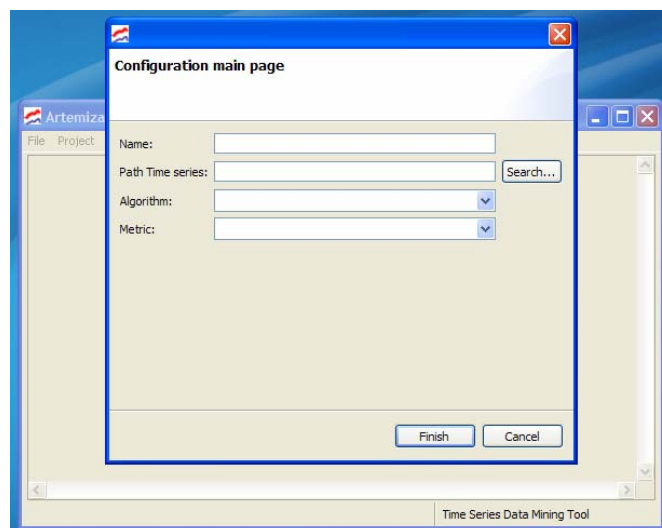 Configuration main page
Artemiza
File Project
Name:
Path Time series:
Search...
Algorithm:
Metric:
Finish Cancel
Time Series Data Mining Tool